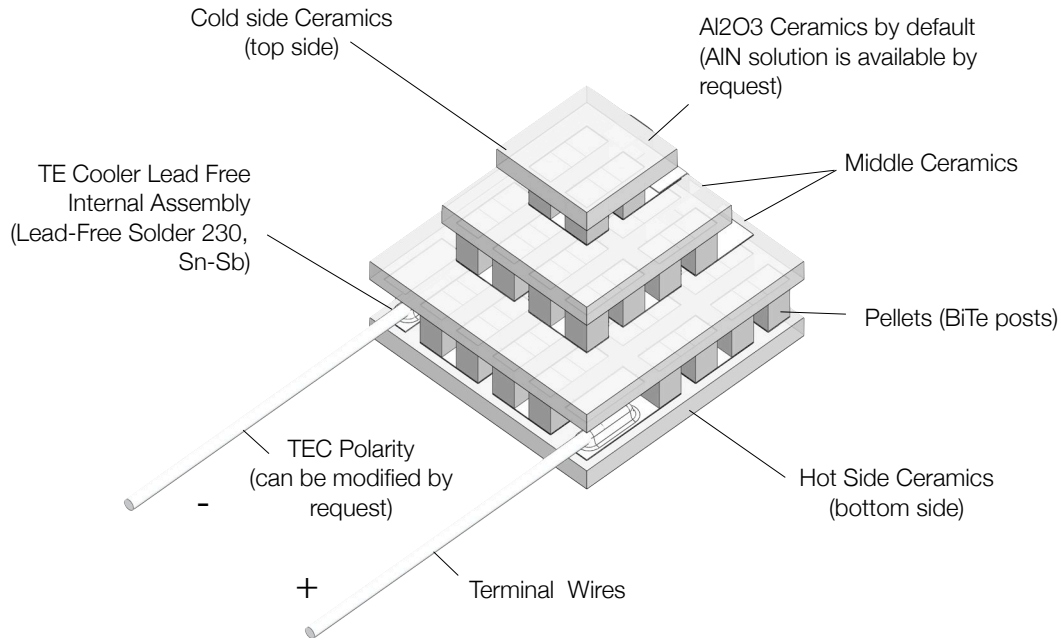 Cold side Ceramics
(top side)
Al2O3 Ceramics by default
(AlN solution is available by
request)
Middle Ceramics
TE Cooler Lead Free
Internal Assembly
(Lead-Free Solder 230,
Sn-Sb)
Pellets (BiTe posts)
TEC Polarity
(can be modified by
request)
-
Hot Side Ceramics
(bottom side)
+
Terminal Wires